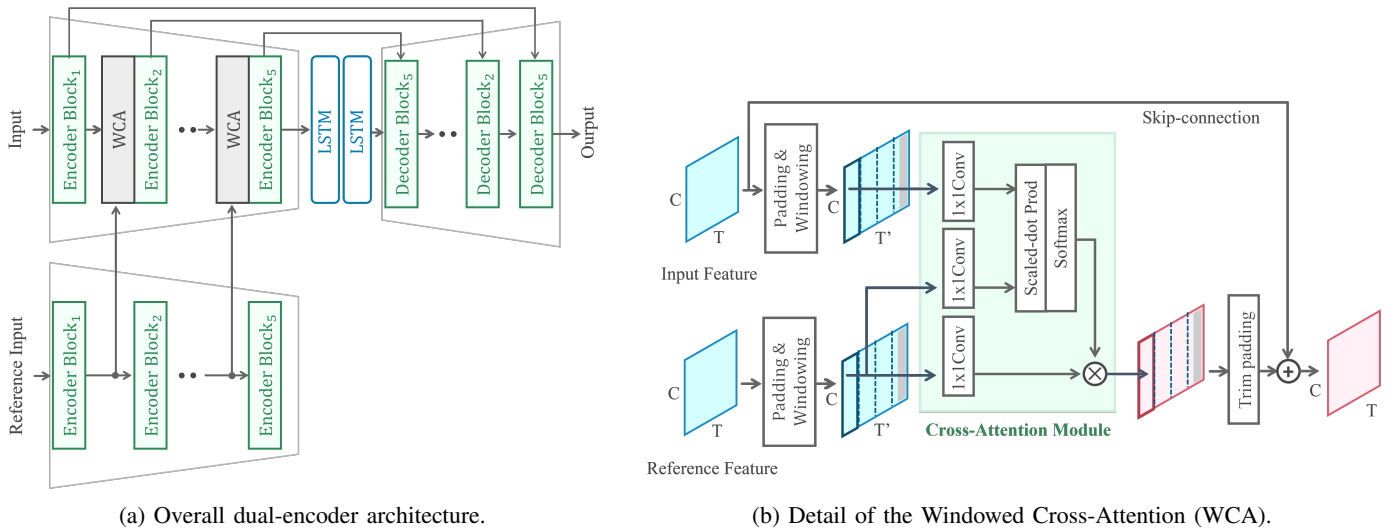 Input
Encoder Block₁
WCA
Encoder Block₂
WCA
Encoder Block₅
LSTM
LSTM
Decoder Block₅
Decoder Block₂
Decoder Block₅
Ourput
Reference Input
Encoder Block₁
Encoder Block₂
Encoder Block₅
(a) Overall dual-encoder architecture.
Skip-connection
C
T
Input Feature
Padding &
Windowing
C
T'
1x1Conv
1x1Conv
1x1Conv
Scaled-dot Prod
Softmax
Cross-Attention Module
C
T
Reference Feature
Padding &
Windowing
C
T'
Trim padding
C
T
(b) Detail of the Windowed Cross-Attention (WCA).